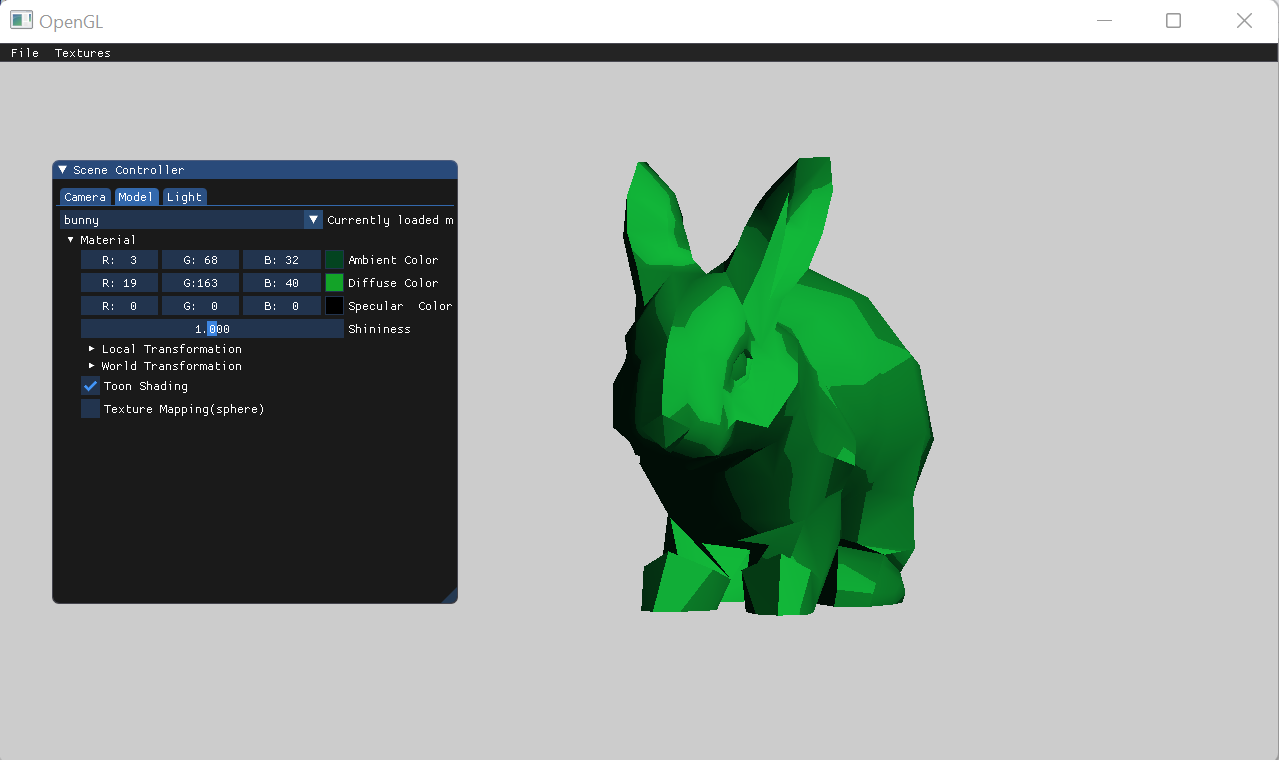 OpenGL
File Textures
Scene Controller
Camera Model Light
bunny Currently loaded m
Material
R: 3 G: 68 B: 32 Ambient Color
R: 19 G:163 B: 40 Diffuse Color
R: 0 G: 0 B: 0 Specular Color
1.000 Shininess
Local Transformation
World Transformation
Toon Shading
Texture Mapping(sphere)